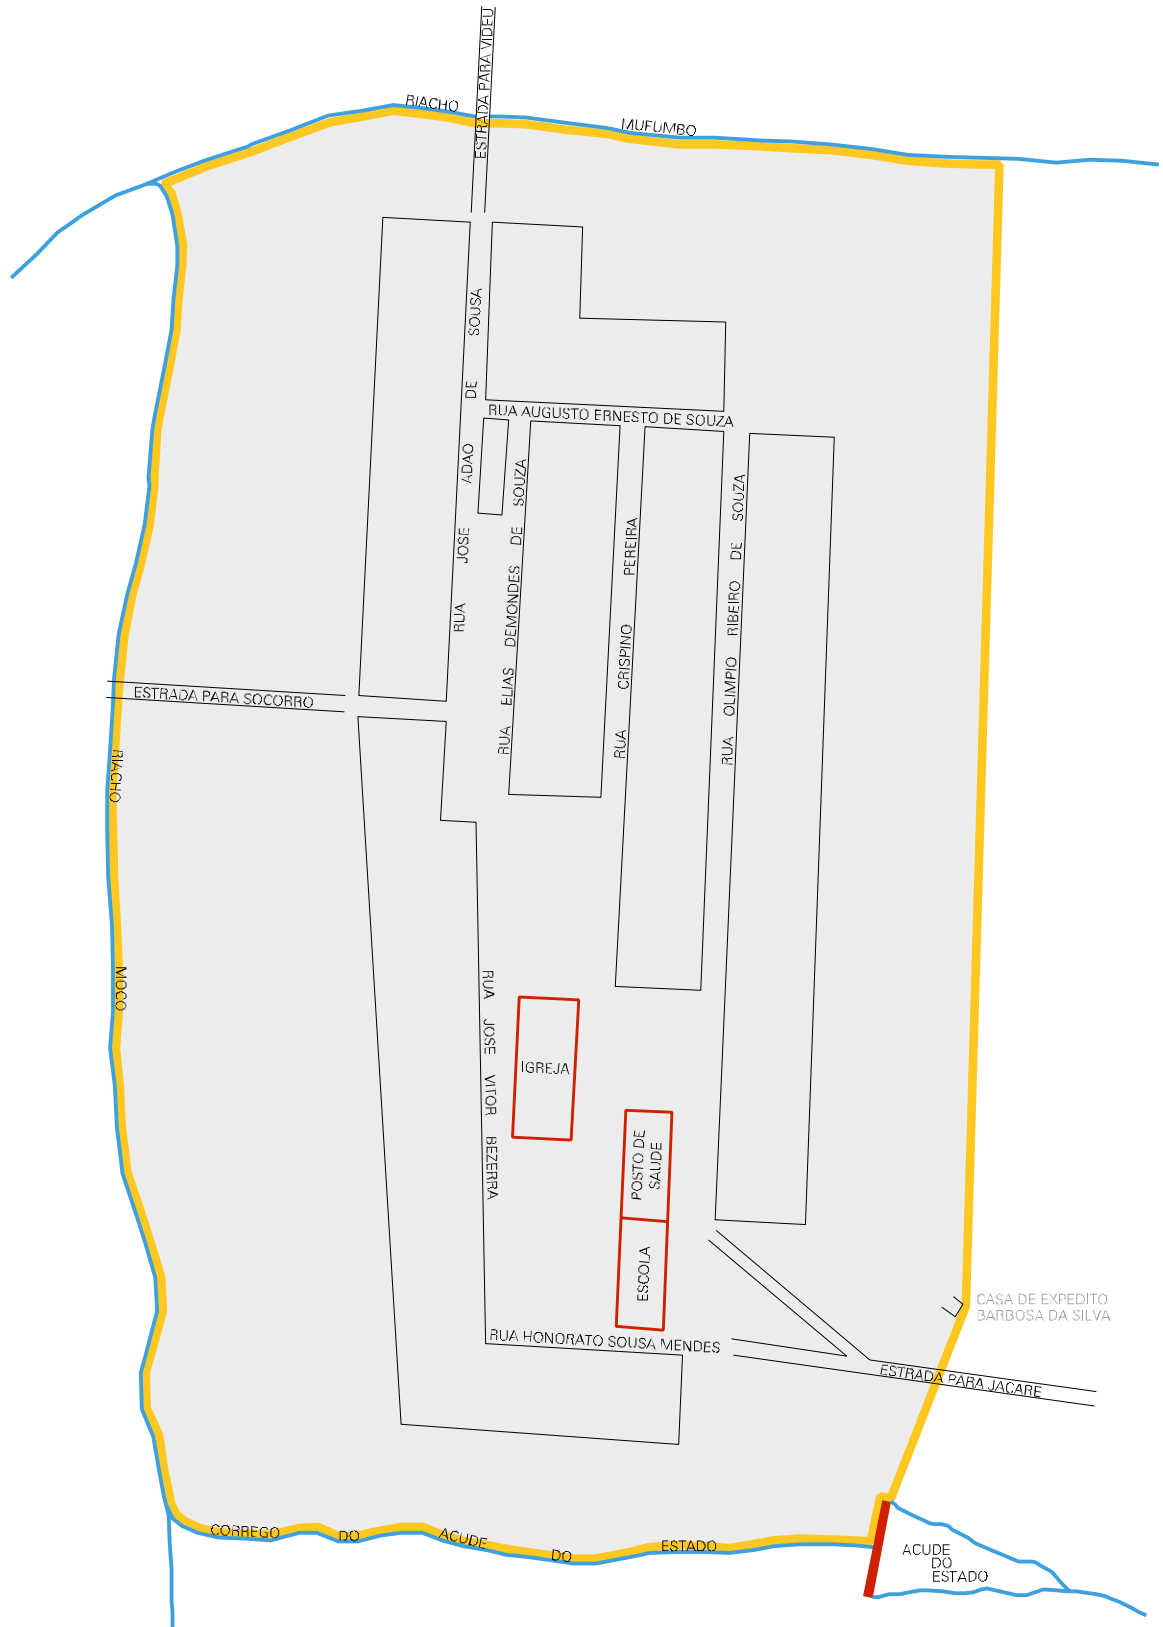 ESTRADA PARA VIDEU
RIACHO
MUFUMBO
RUA JOSE ADAO DE SOUSA
RUA AUGUSTO ERNESTO DE SOUZA
RUA ELIAS DEMONDES DE SOUZA
RUA CRISPINO PEREIRA
RUA OLIMPIO RIBEIRO DE SOUZA
ESTRADA PARA SOCORRO
RIACHO
MOCO
RUA JOSE VITOR BEZERRA
IGREJA
POSTO DE
SAUDE
ESCOLA
CASA DE EXPEDITO
BARBOSA DA SILVA
RUA HONORATO SOUSA MENDES
ESTRADA PARA JACARE
CORREGO DO ACUDE DO ESTADO
ACUDE
DO
ESTADO